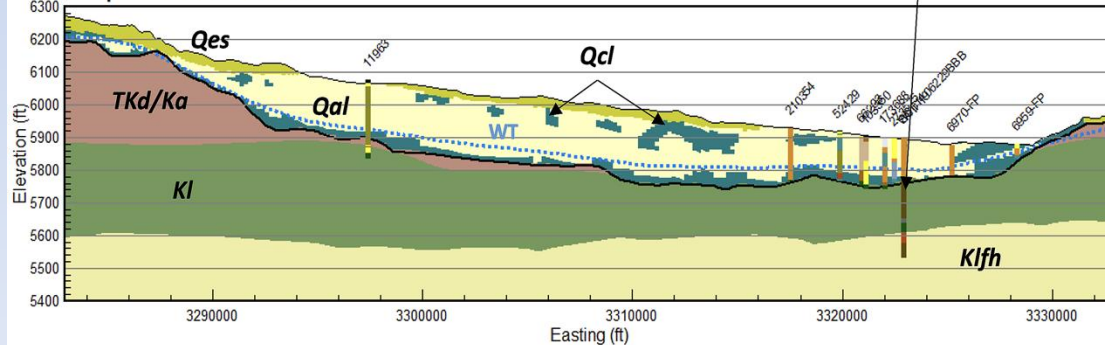 6300
6200
6100
6000
5900
5800
5700
5600
5500
5400
Elevation (ft)
Qes
TKd/Ka
Kl
Qal
11963
WT
Qcl
210354
52429
6970-FP
6959-FP
Klfh
3290000
3300000
3310000
3320000
3330000
Easting (ft)